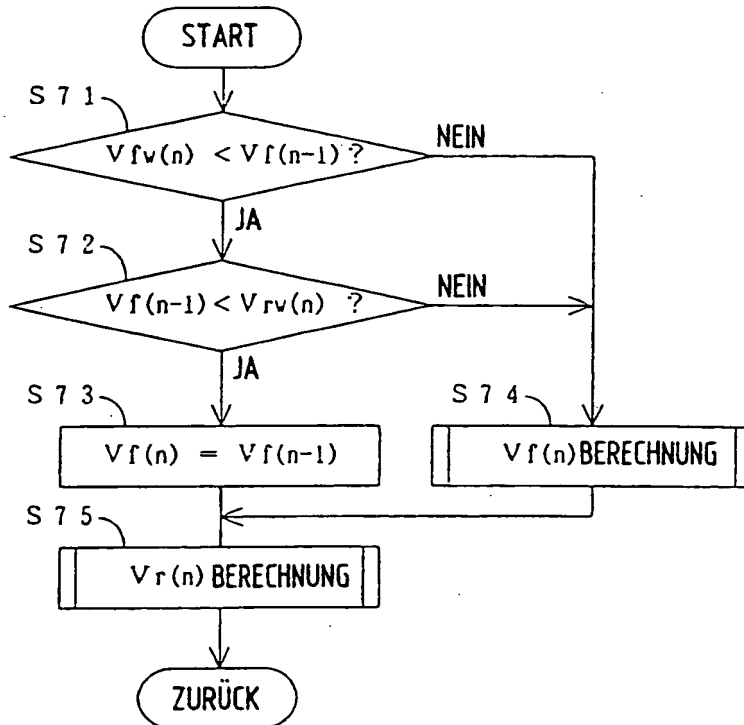 START
S 7 1
Vfw(n) < Vf(n-1) ?
NEIN
JA
S 7 2
Vf(n-1) < Vrw(n) ?
NEIN
JA
S 7 3
Vf(n) = Vf(n-1)
S 7 4
Vf(n) BERECHNUNG
S 7 5
Vr(n) BERECHNUNG
ZURÜCK